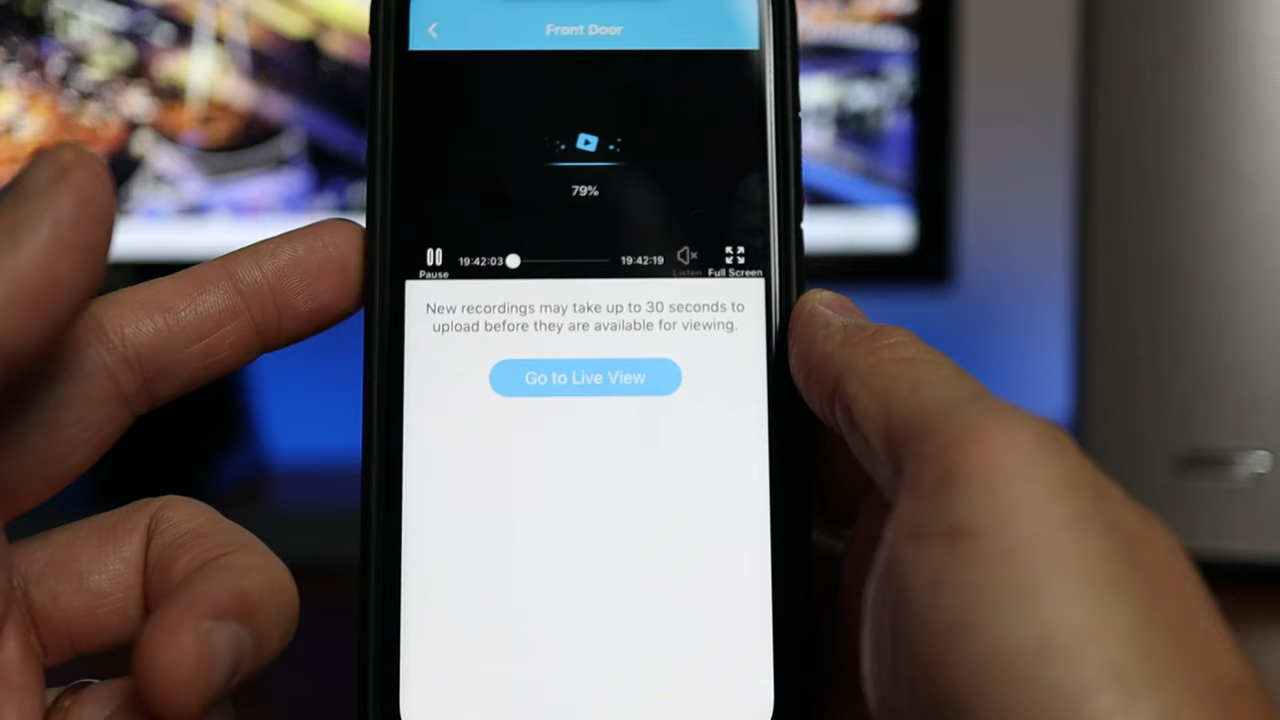 Front Door
79%
Pause
19:42:03
19:42:19
Listen
Full Screen
New recordings may take up to 30 seconds to
upload before they are available for viewing.
Go to Live View